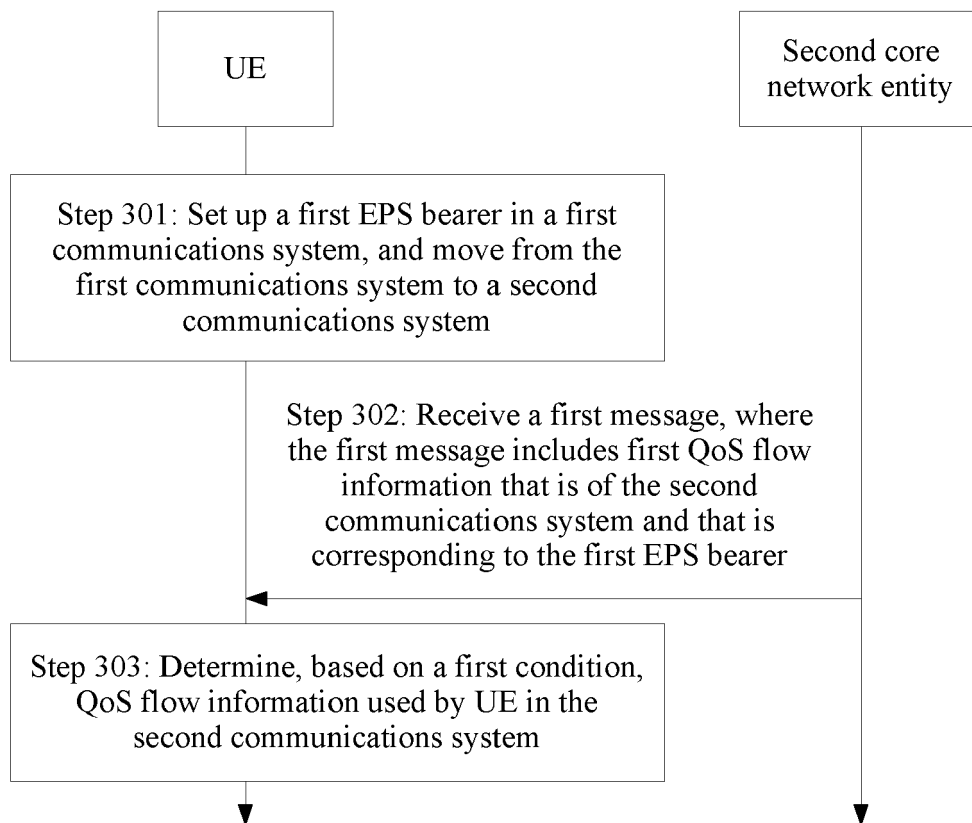 UE
Second core
network entity
Step 301: Set up a first EPS bearer in a first
communications system, and move from the
first communications system to a second
communications system
Step 302: Receive a first message, where
the first message includes first QoS flow
information that is of the second
communications system and that is
corresponding to the first EPS bearer
Step 303: Determine, based on a first condition,
QoS flow information used by UE in the
second communications system